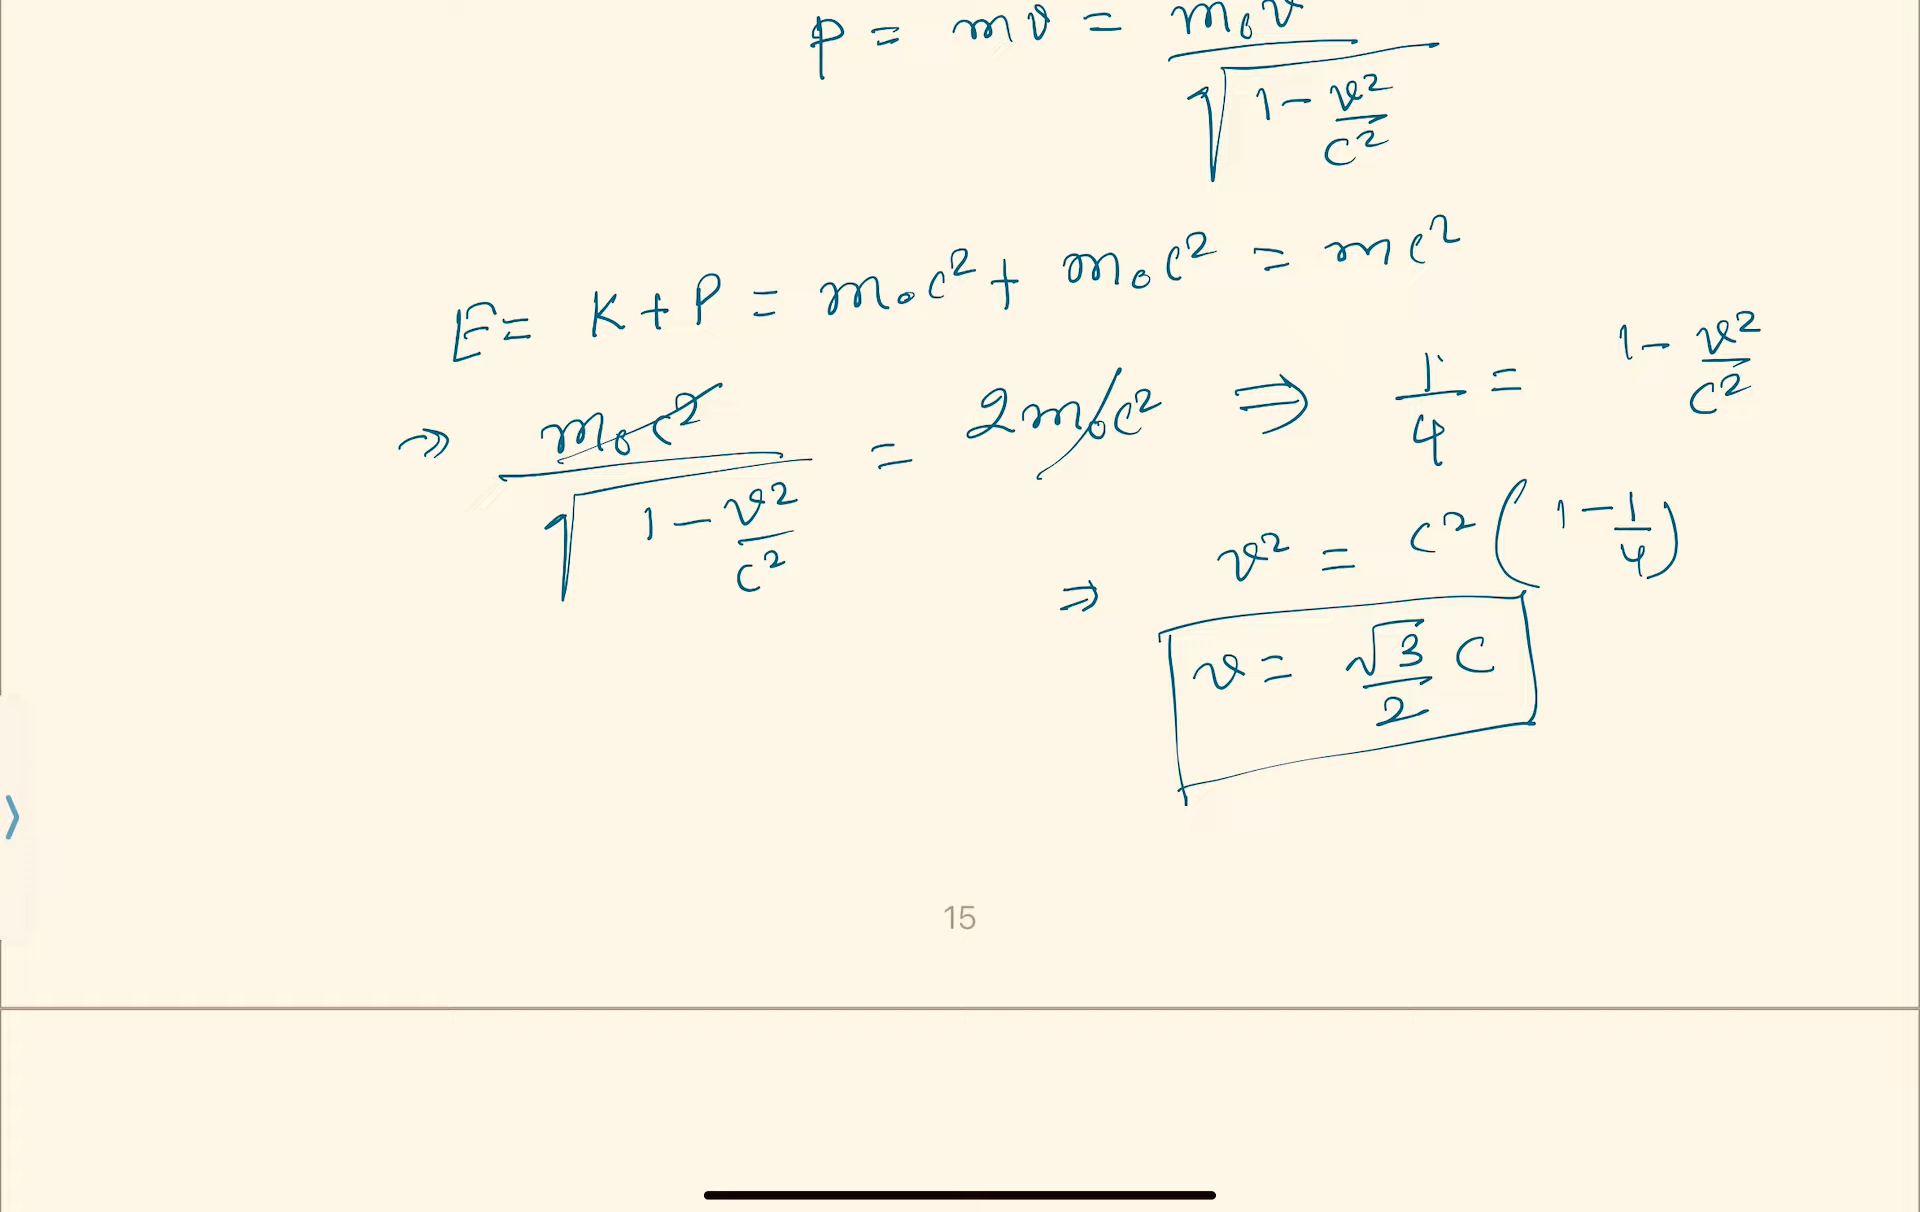 p = mv = m₀v / √(1 - v²/c²)
E = K + P = m₀c² + m₀c² = mc²
⇒ m₀c² / √(1 - v²/c²) = 2m₀c² ⇒ 1/4 = 1 - v²/c²
⇒ v² = c² (1 - 1/4)
v = √3/2 c
15